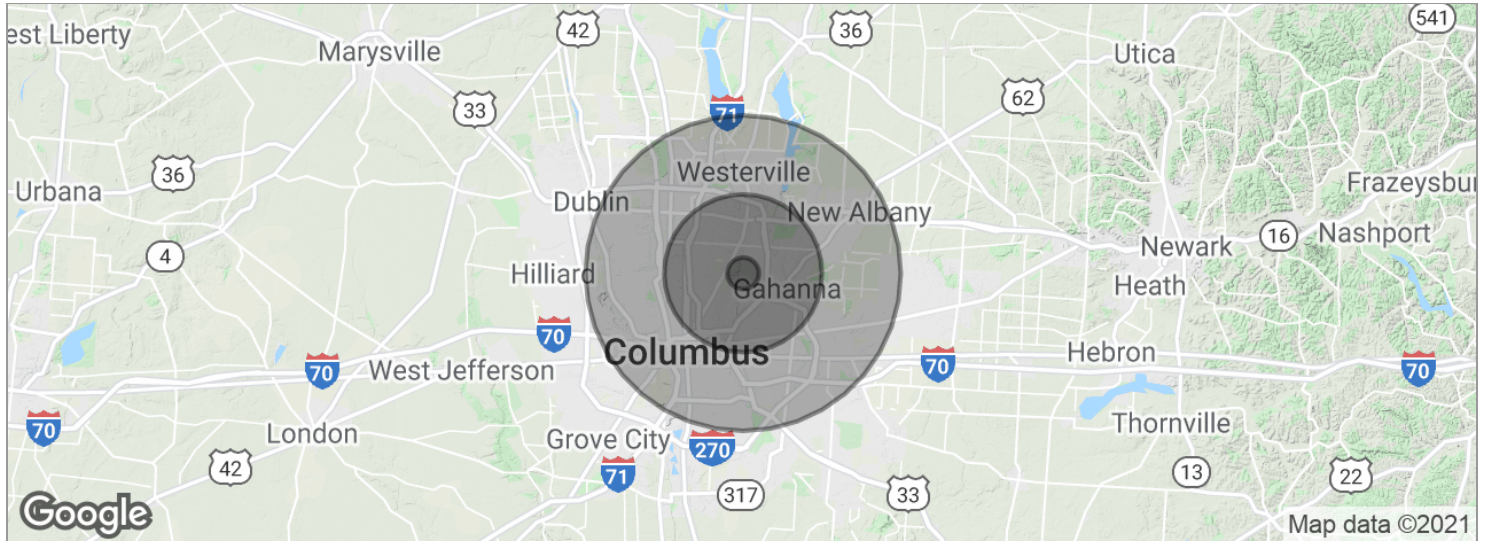 est Liberty
Marysville
42
36
541
Utica
33
71
62
36
Urbana
Westerville
Dublin
New Albany
Frazeysbur
4
Hilliard
Gahanna
Newark
16
Nashport
Heath
70
Columbus
70
West Jefferson
70
Hebron
70
70
London
Grove City
270
Thornville
42
71
317
33
13
22
Google
Map data ©2021